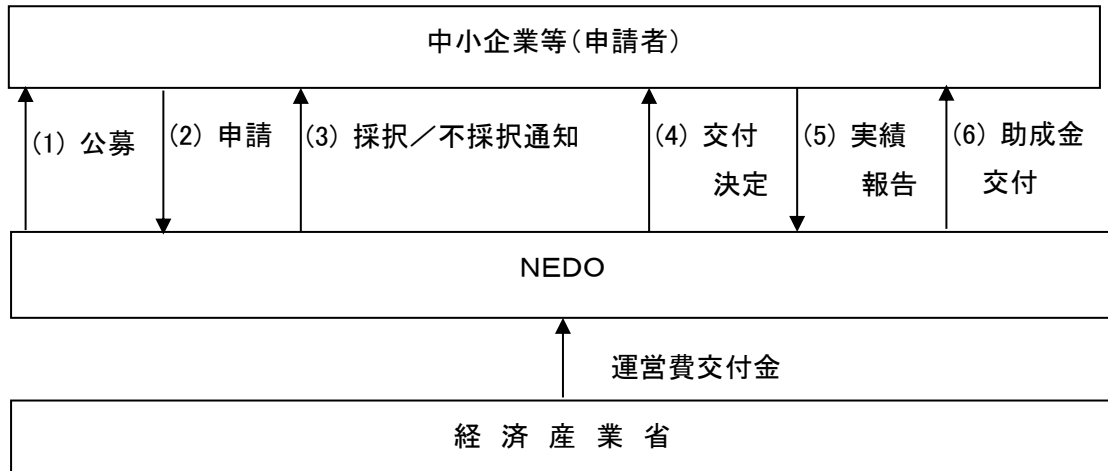 中小企業等（申請者）
(1) 公募
(2) 申請
(3) 採択／不採択通知
(4) 交付
決定
(5) 実績
報告
(6) 助成金
交付
ＮＥＤＯ
運営費交付金
経 済 産 業 省